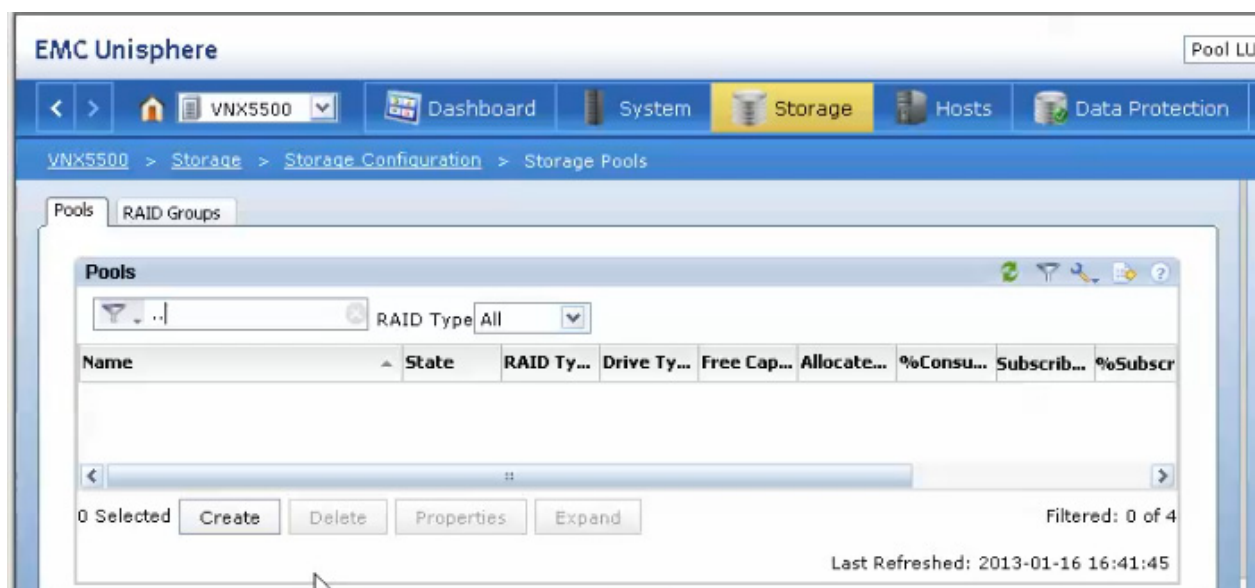 EMC Unisphere
Pool LU
VNX5500 Dashboard System Storage Hosts Data Protection
VNX5500 > Storage > Storage Configuration > Storage Pools
Pools RAID Groups
Pools
.. RAID Type All
Name State RAID Ty... Drive Ty... Free Cap... Allocate... %Consu... Subscrib... %Subscr
0 Selected Create Delete Properties Expand Filtered: 0 of 4
Last Refreshed: 2013-01-16 16:41:45